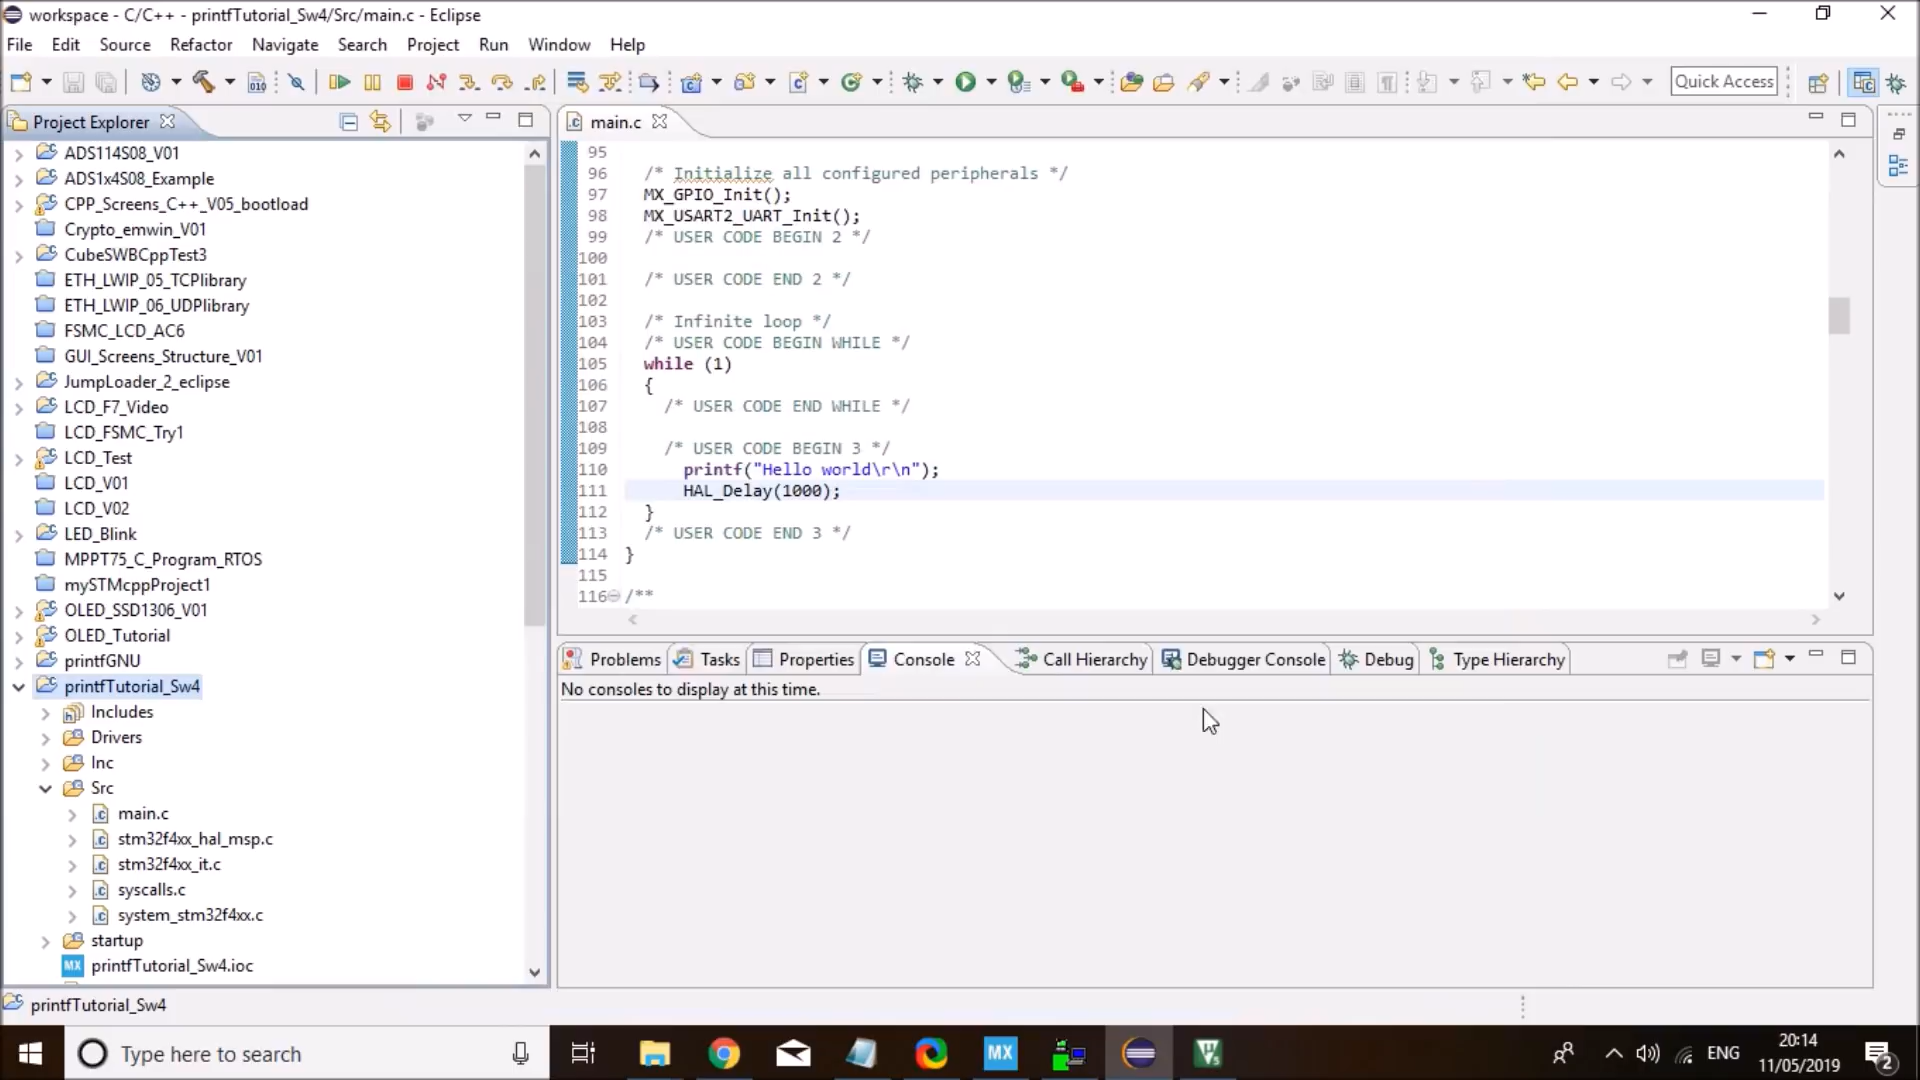 workspace - C/C++ - printfTutorial_Sw4/Src/main.c - Eclipse
File Edit Source Refactor Navigate Search Project Run Window Help
Quick Access
Project Explorer
ADS114S08_V01
ADS1x4S08_Example
CPP_Screens_C++_V05_bootload
Crypto_emwin_V01
CubeSWBCppTest3
ETH_LWIP_05_TCPlibrary
ETH_LWIP_06_UDPlibrary
FSMC_LCD_AC6
GUI_Screens_Structure_V01
JumpLoader_2_eclipse
LCD_F7_Video
LCD_FSMC_Try1
LCD_Test
LCD_V01
LCD_V02
LED_Blink
MPPT75_C_Program_RTOS
mySTMcppProject1
OLED_SSD1306_V01
OLED_Tutorial
printfGNU
printfTutorial_Sw4
Includes
Drivers
Inc
Src
main.c
stm32f4xx_hal_msp.c
stm32f4xx_it.c
syscalls.c
system_stm32f4xx.c
startup
MX printfTutorial_Sw4.ioc
main.c
95
96 /* Initialize all configured peripherals */
97 MX_GPIO_Init();
98 MX_USART2_UART_Init();
99 /* USER CODE BEGIN 2 */
100
101 /* USER CODE END 2 */
102
103 /* Infinite loop */
104 /* USER CODE BEGIN WHILE */
105 while (1)
106 {
107 /* USER CODE END WHILE */
108
109 /* USER CODE BEGIN 3 */
110 printf("Hello world\r\n");
111 HAL_Delay(1000);
112 }
113 /* USER CODE END 3 */
114 }
115
116 /**
Problems Tasks Properties Console Call Hierarchy Debugger Console Debug Type Hierarchy
No consoles to display at this time.
printfTutorial_Sw4
Type here to search
MX
ENG
20:14
11/05/2019
2